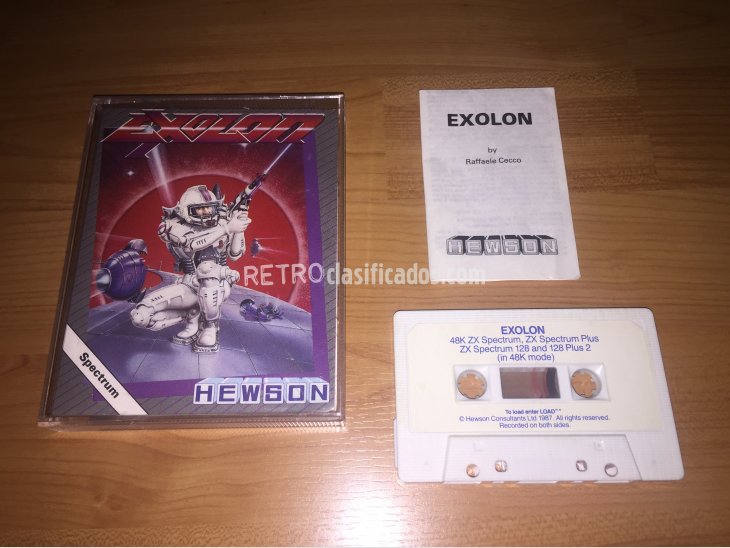 EXOLON
Spectrum
HEWSON
EXOLON
by
Raffaele Cecco
HEWSON
RETROclasificados.com
EXOLON
48K ZX Spectrum, ZX Spectrum Plus
ZX Spectrum 128 and 128 Plus 2
(in 48K mode)
To load enter LOAD""
© Hewson Consultants Ltd 1987. All rights reserved.
Recorded on both sides.